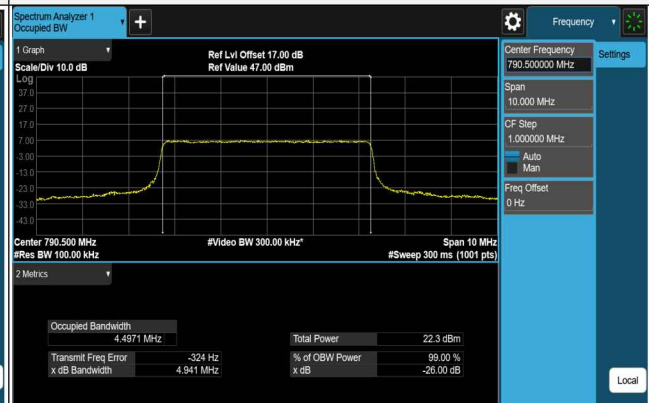 Spectrum Analyzer 1
Occupied BW
+
Frequency
1 Graph
Scale/Div 10.0 dB
Ref Lvl Offset 17.00 dB
Ref Value 47.00 dBm
Log
37.0
27.0
17.0
7.00
-3.00
-13.0
-23.0
-33.0
-43.0
Center 790.500 MHz
#Video BW 300.00 kHz*
Span 10 MHz
#Res BW 100.00 kHz
#Sweep 300 ms (1001 pts)
2 Metrics
Occupied Bandwidth
4.4971 MHz
Total Power 22.3 dBm
Transmit Freq Error -324 Hz
% of OBW Power 99.00 %
x dB Bandwidth 4.941 MHz
x dB -26.00 dB
Center Frequency
790.500000 MHz
Settings
Span
10.000 MHz
CF Step
1.000000 MHz
Auto
Man
Freq Offset
0 Hz
Local